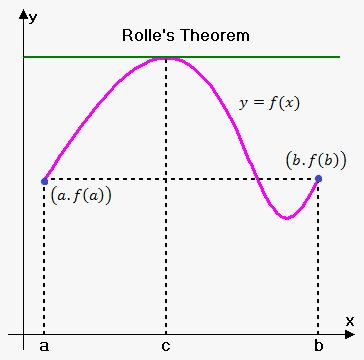 y
Rolle's Theorem
y = f(x)
(b.f(b))
(a.f(a))
x
a
c
b